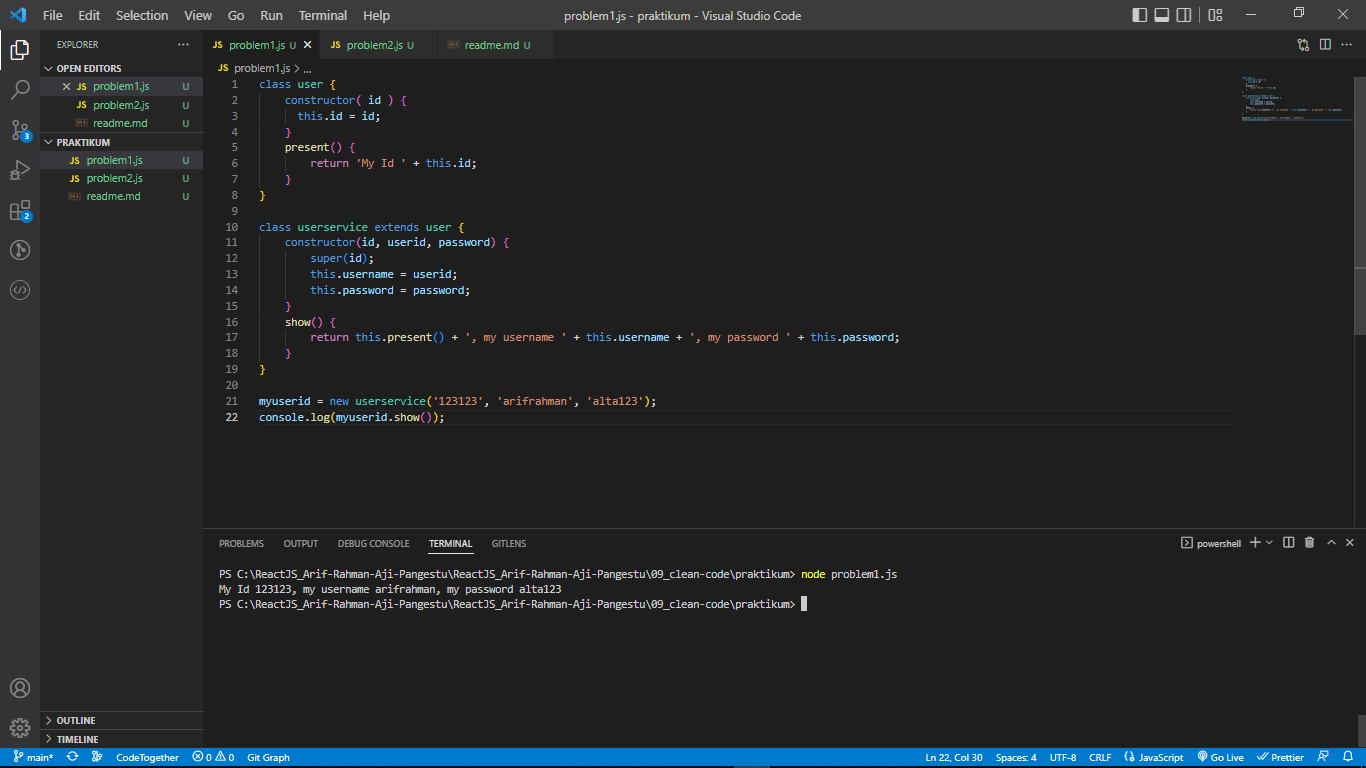 File Edit Selection View Go Run Terminal Help problem1.js - praktikum - Visual Studio Code
EXPLORER ...
OPEN EDITORS
JS problem1.js U
JS problem2.js U
readme.md U
PRAKTIKUM
JS problem1.js U
JS problem2.js U
readme.md U
OUTLINE
TIMELINE
3
2
JS problem1.js U JS problem2.js U readme.md U
JS problem1.js > ...
1 class user {
2 constructor( id ) {
3 this.id = id;
4 }
5 present() {
6 return 'My Id ' + this.id;
7 }
8 }
9
10 class userservice extends user {
11 constructor(id, userid, password) {
12 super(id);
13 this.username = userid;
14 this.password = password;
15 }
16 show() {
17 return this.present() + ', my username ' + this.username + ', my password ' + this.password;
18 }
19 }
20
21 myuserid = new userservice('123123', 'arifrahman', 'alta123');
22 console.log(myuserid.show());
PROBLEMS OUTPUT DEBUG CONSOLE TERMINAL GITLENS powershell
PS C:\ReactJS_Arif-Rahman-Aji-Pangestu\ReactJS_Arif-Rahman-Aji-Pangestu\09_clean-code\praktikum> node problem1.js
My Id 123123, my username arifrahman, my password alta123
PS C:\ReactJS_Arif-Rahman-Aji-Pangestu\ReactJS_Arif-Rahman-Aji-Pangestu\09_clean-code\praktikum>
main* CodeTogether 0 0 Git Graph Ln 22, Col 30 Spaces: 4 UTF-8 CRLF JavaScript Go Live Prettier